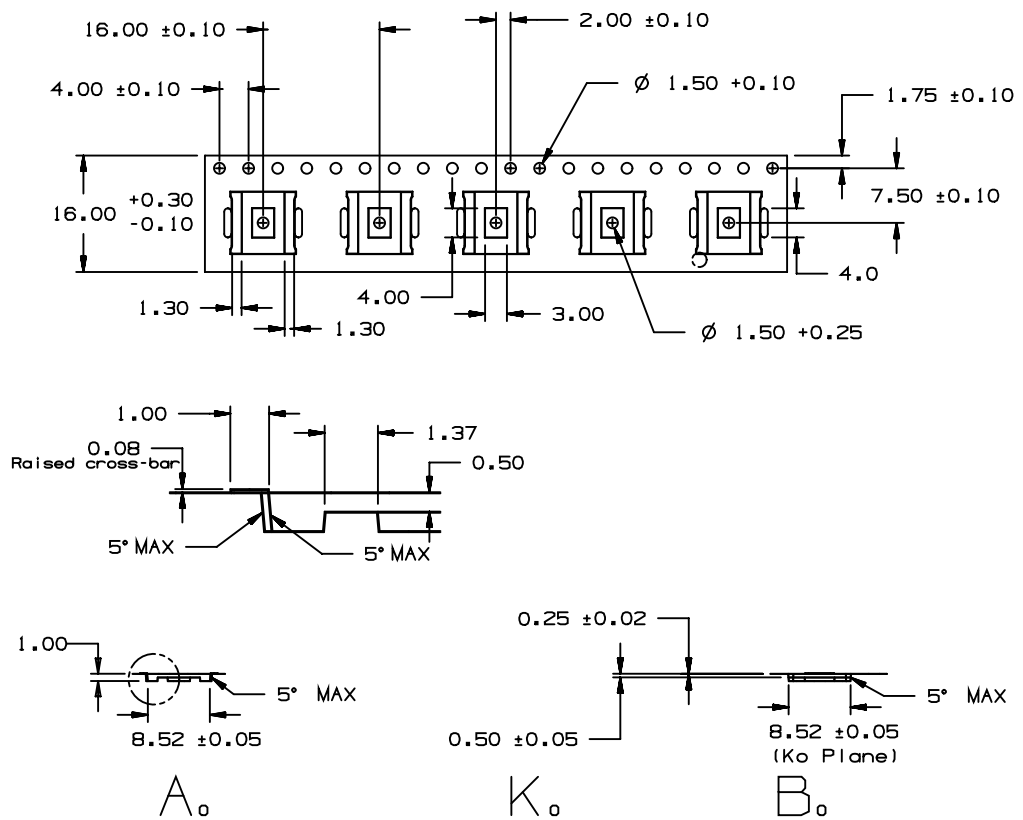 16.00 ±0.10
2.00 ±0.10
4.00 ±0.10
Ø 1.50 +0.10
1.75 ±0.10
16.00 +0.30 -0.10
7.50 ±0.10
4.00
4.0
1.30
1.30
3.00
Ø 1.50 +0.25
1.00
1.37
0.08
Raised cross-bar
0.50
5° MAX
5° MAX
1.00
5° MAX
8.52 ±0.05
0.25 ±0.02
0.50 ±0.05
5° MAX
8.52 ±0.05
(Ko Plane)
Ao
Ko
Bo